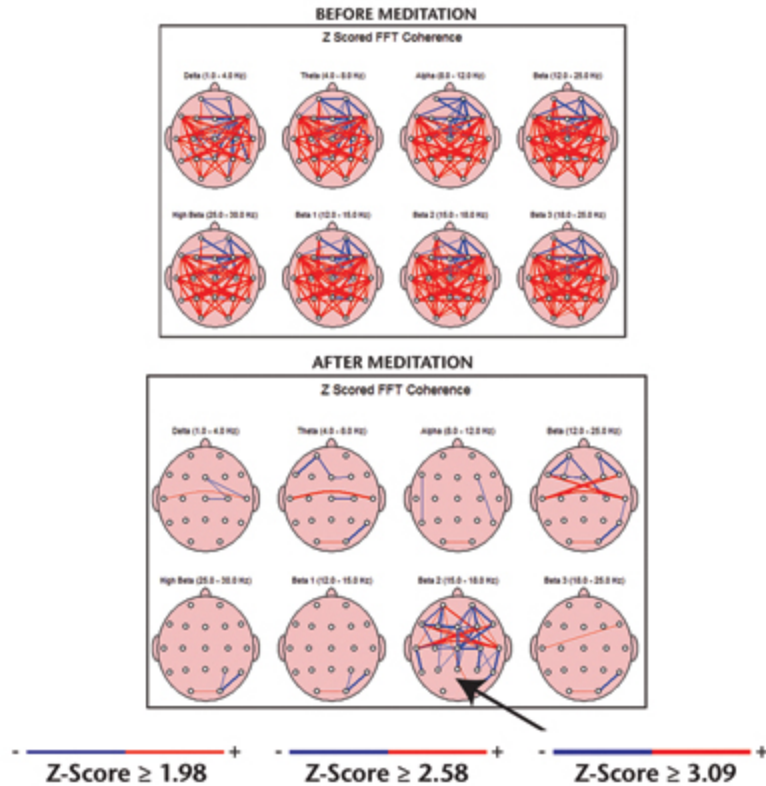 BEFORE MEDITATION
Z Scored FFT Coherence
Delta (1.0 - 4.0 Hz) Theta (4.0 - 8.0 Hz) Alpha (8.0 - 12.0 Hz) Beta (12.0 - 25.0 Hz)
High Beta (25.0 - 30.0 Hz) Beta 1 (12.0 - 15.0 Hz) Beta 2 (15.0 - 18.0 Hz) Beta 3 (18.0 - 25.0 Hz)
AFTER MEDITATION
Z Scored FFT Coherence
Delta (1.0 - 4.0 Hz) Theta (4.0 - 8.0 Hz) Alpha (8.0 - 12.0 Hz) Beta (12.0 - 25.0 Hz)
High Beta (25.0 - 30.0 Hz) Beta 1 (12.0 - 15.0 Hz) Beta 2 (15.0 - 18.0 Hz) Beta 3 (18.0 - 25.0 Hz)
- + - + - +
Z-Score ≥ 1.98 Z-Score ≥ 2.58 Z-Score ≥ 3.09